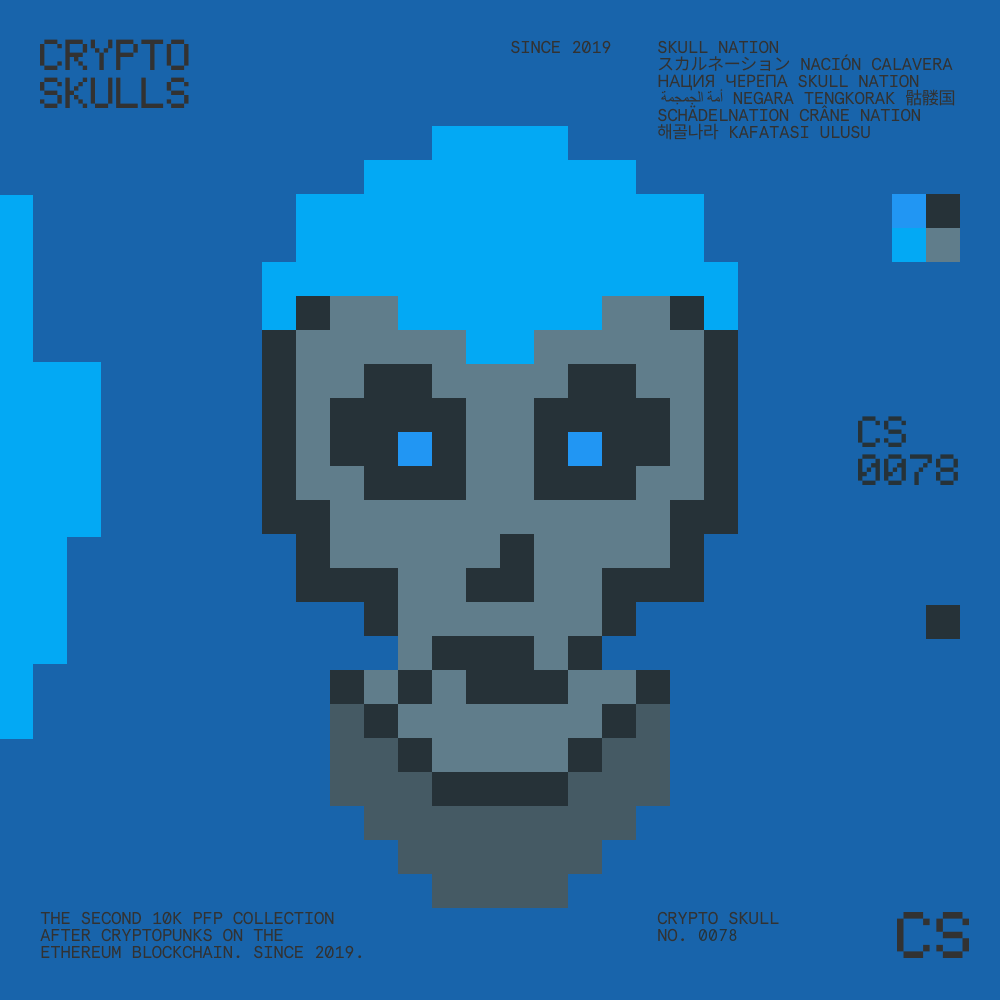 CRYPTO
SKULLS
SINCE 2019
SKULL NATION
スカルネーション NACIÓN CALAVERA
НАЦИЯ ЧЕРЕПА SKULL NATION
أمة الجمجمة NEGARA TENGKORAK 骷髅国
SCHÄDELNATION CRÂNE NATION
해골나라 KAFATASI ULUSU
CS
0078
THE SECOND 10K PFP COLLECTION
AFTER CRYPTOPUNKS ON THE
ETHEREUM BLOCKCHAIN. SINCE 2019.
CRYPTO SKULL
NO. 0078
CS